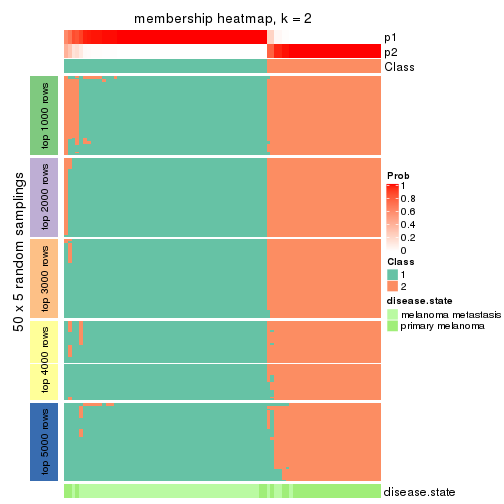 membership heatmap, k = 2
p1
p2
Class
50 x 5 random samplings
top 1000 rows
top 2000 rows
top 3000 rows
top 4000 rows
top 5000 rows
Prob
1
0.8
0.6
0.4
0.2
0
Class
1
2
disease.state
melanoma metastasis
primary melanoma
disease.state